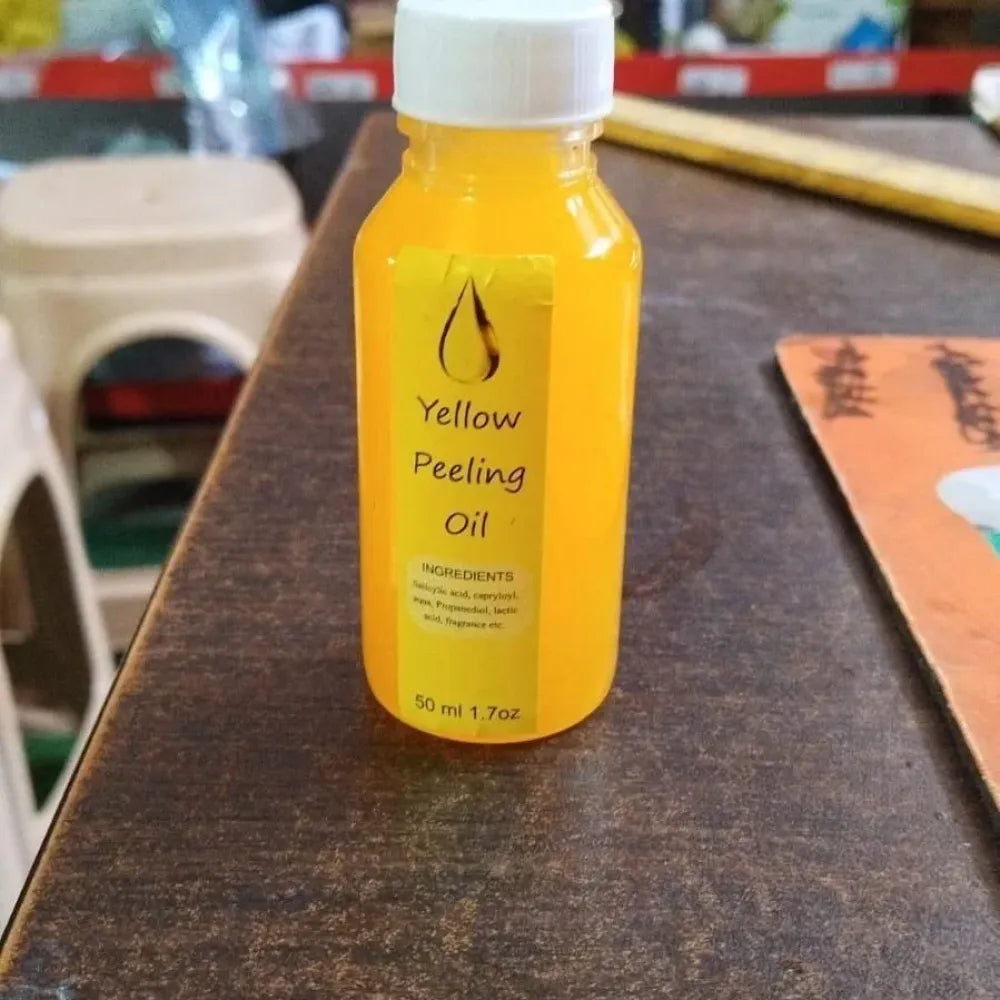 Yellow
Peeling
Oil
INGREDIENTS
Salicylic acid, capryloyl,
aqua, Propanediol, lactic
acid, fragrance etc.
50 ml 1.7oz